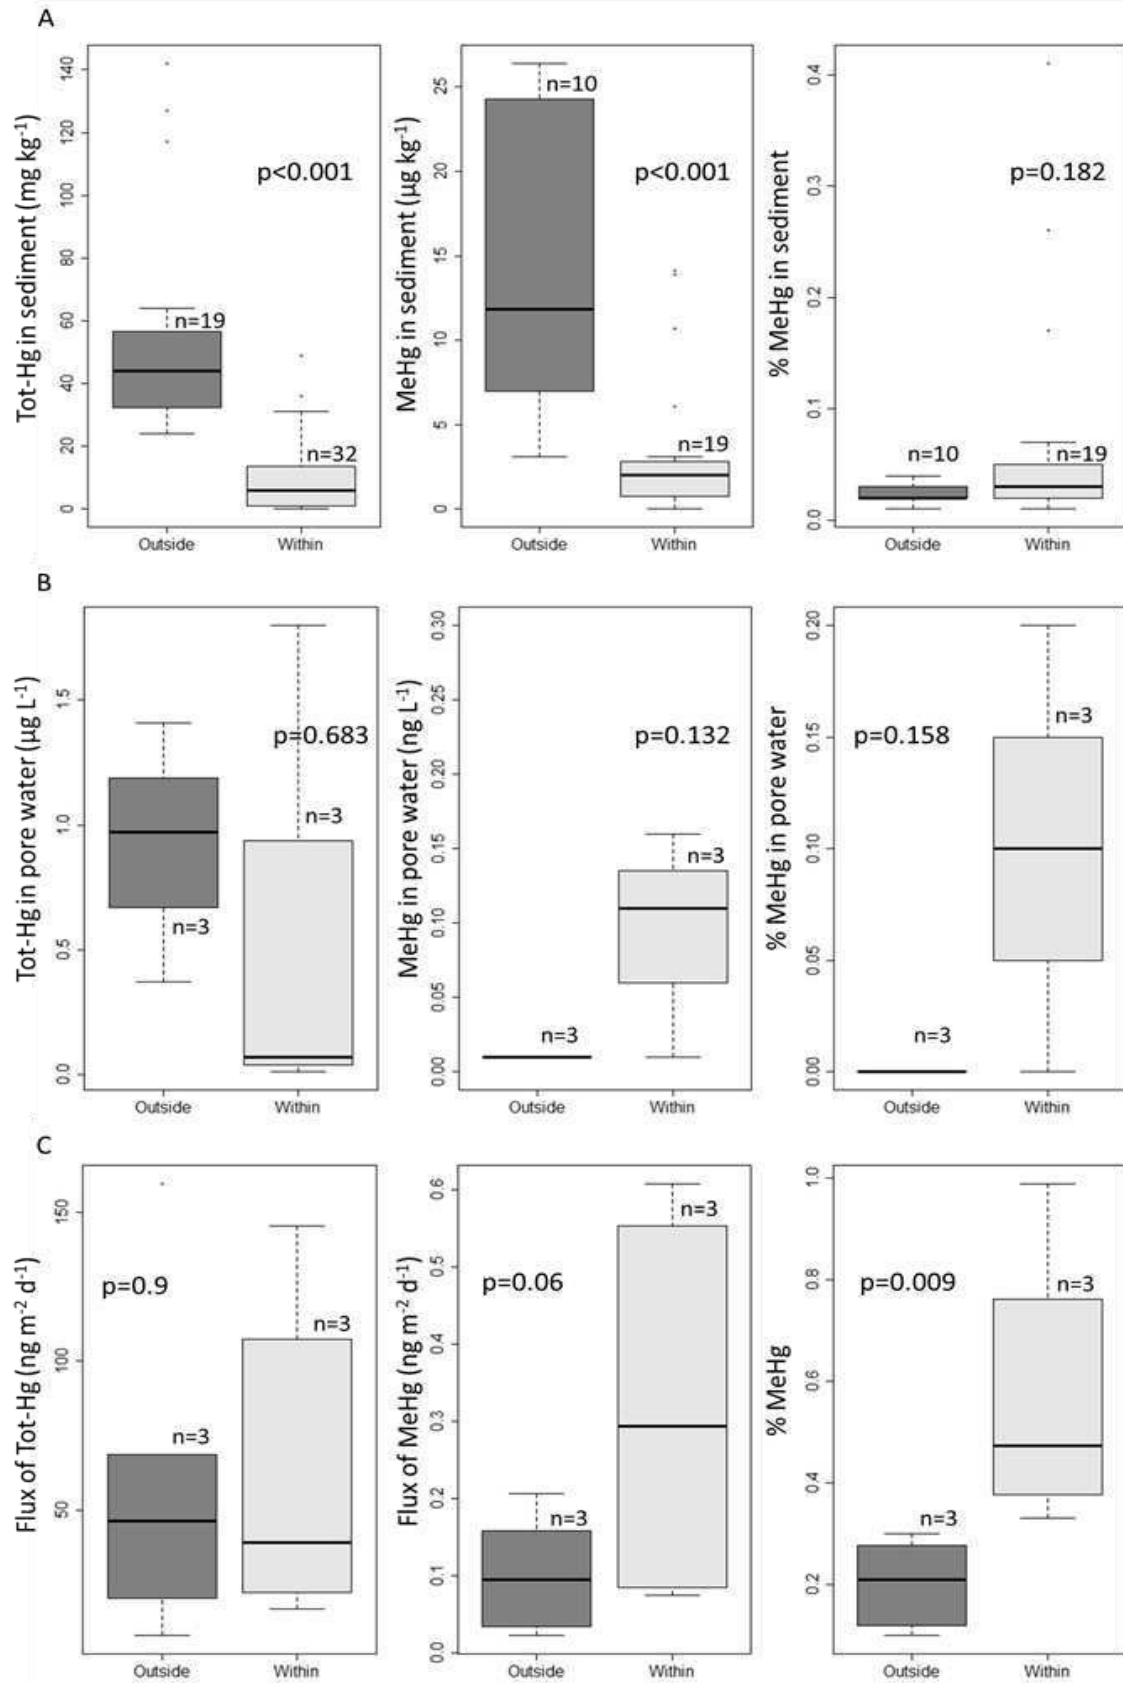 A
Tot-Hg in sediment (mg kg⁻¹)
140
120
100
80
60
40
20
0
p<0.001
n=19
n=32
Outside
Within
MeHg in sediment (µg kg⁻¹)
25
20
15
10
5
0
n=10
p<0.001
n=19
Outside
Within
% MeHg in sediment
0.4
0.3
0.2
0.1
0.0
p=0.182
n=10
n=19
Outside
Within
B
Tot-Hg in pore water (µg L⁻¹)
1.5
1.0
0.5
0.0
p=0.683
n=3
n=3
Outside
Within
MeHg in pore water (ng L⁻¹)
0.30
0.25
0.20
0.15
0.10
0.05
0.00
p=0.132
n=3
n=3
Outside
Within
% MeHg in pore water
0.20
0.15
0.10
0.05
0.00
n=3
p=0.158
n=3
Outside
Within
C
Flux of Tot-Hg (ng m⁻² d⁻¹)
150
100
50
p=0.9
n=3
n=3
Outside
Within
Flux of MeHg (ng m⁻² d⁻¹)
0.6
0.5
0.4
0.3
0.2
0.1
0.0
n=3
p=0.06
n=3
Outside
Within
% MeHg
1.0
0.8
0.6
0.4
0.2
p=0.009
n=3
n=3
Outside
Within